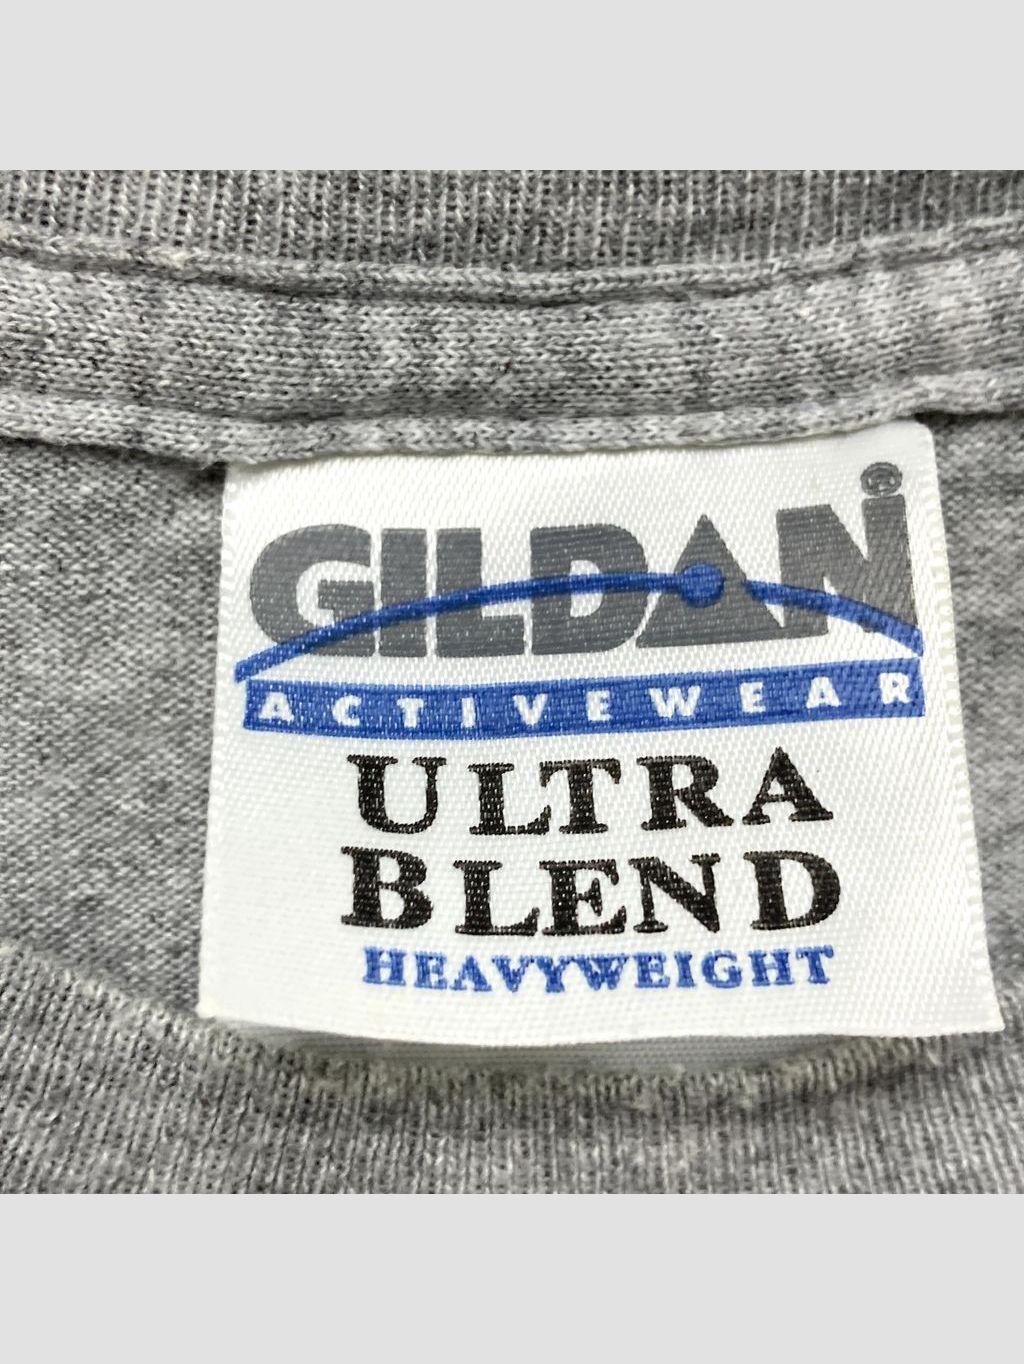 GILDAN®
ACTIVEWEAR
ULTRA
BLEND
HEAVYWEIGHT